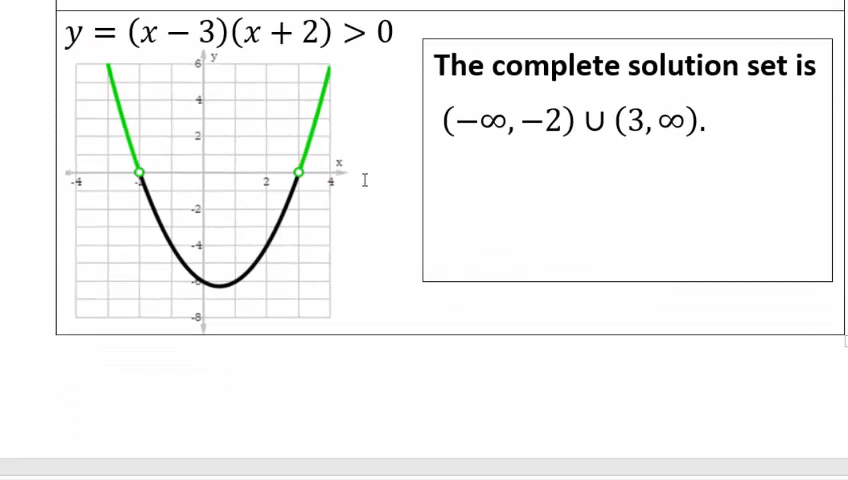 y = (x − 3)(x + 2) > 0
The complete solution set is
(−∞, −2) ∪ (3, ∞).
y
6
4
2
x
-4
2
4
-2
-4
-8